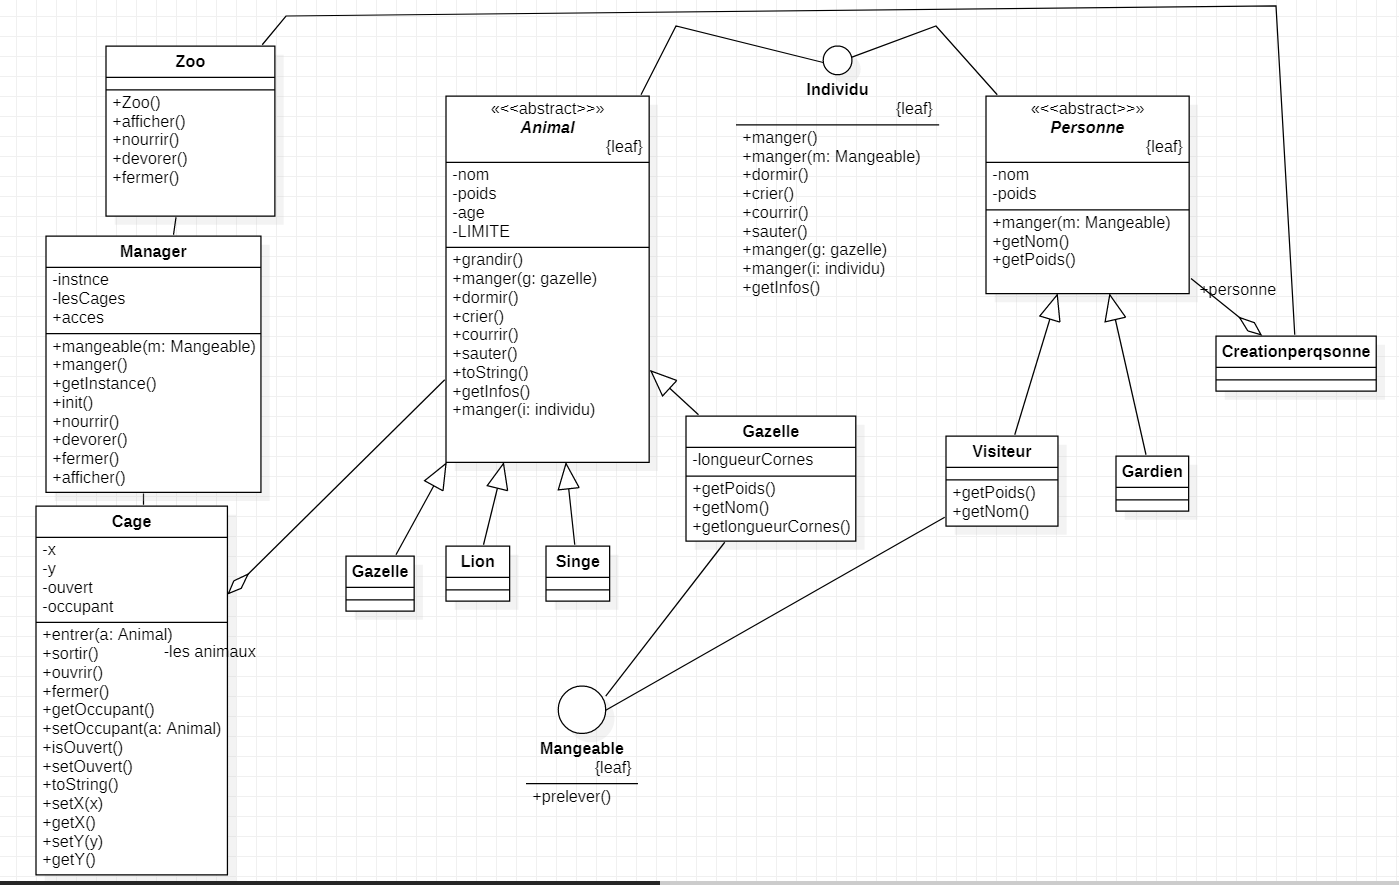 Zoo
+Zoo()
+afficher()
+nourrir()
+devorer()
+fermer()
Manager
-instnce
-lesCages
+acces
+mangeable(m: Mangeable)
+manger()
+getInstance()
+init()
+nourrir()
+devorer()
+fermer()
+afficher()
Cage
-x
-y
-ouvert
-occupant
+entrer(a: Animal)
+sortir()
+ouvrir()
+fermer()
+getOccupant()
+setOccupant(a: Animal)
+isOuvert()
+setOuvert()
+toString()
+setX(x)
+getX()
+setY(y)
+getY()
-les animaux
«<<abstract>>»
Animal
{leaf}
-nom
-poids
-age
-LIMITE
+grandir()
+manger(g: gazelle)
+dormir()
+crier()
+courrir()
+sauter()
+toString()
+getInfos()
+manger(i: individu)
Gazelle
Lion
Singe
Individu
{leaf}
+manger()
+manger(m: Mangeable)
+dormir()
+crier()
+courrir()
+sauter()
+manger(g: gazelle)
+manger(i: individu)
+getInfos()
Gazelle
-longueurCornes
+getPoids()
+getNom()
+getlongueurCornes()
Mangeable
{leaf}
+prelever()
«<<abstract>>»
Personne
{leaf}
-nom
-poids
+manger(m: Mangeable)
+getNom()
+getPoids()
+personne
Creationperqsonne
Visiteur
+getPoids()
+getNom()
Gardien